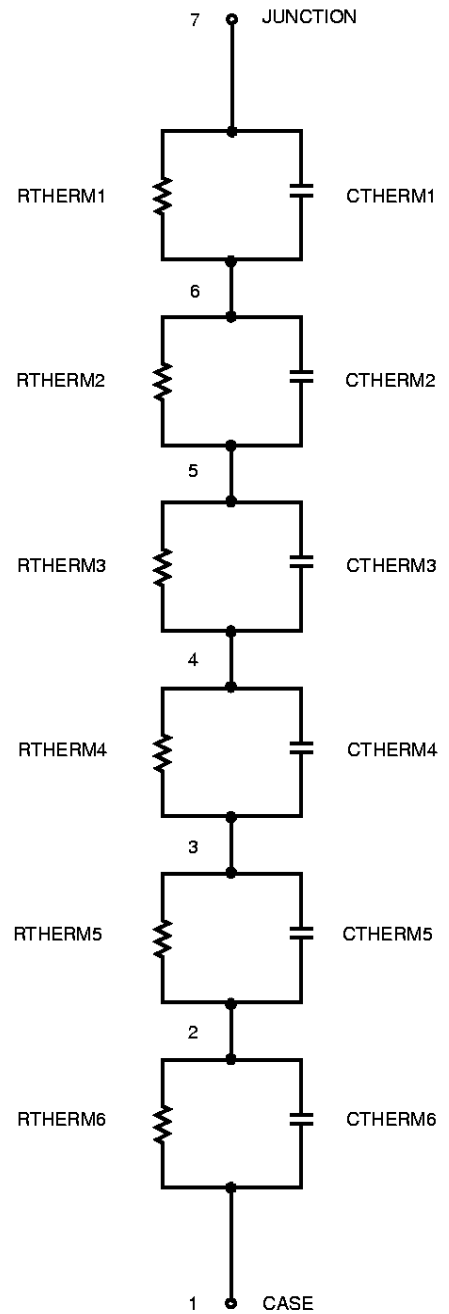 7 JUNCTION
RTHERM1 CTHERM1
6
RTHERM2 CTHERM2
5
RTHERM3 CTHERM3
4
RTHERM4 CTHERM4
3
RTHERM5 CTHERM5
2
RTHERM6 CTHERM6
1 CASE